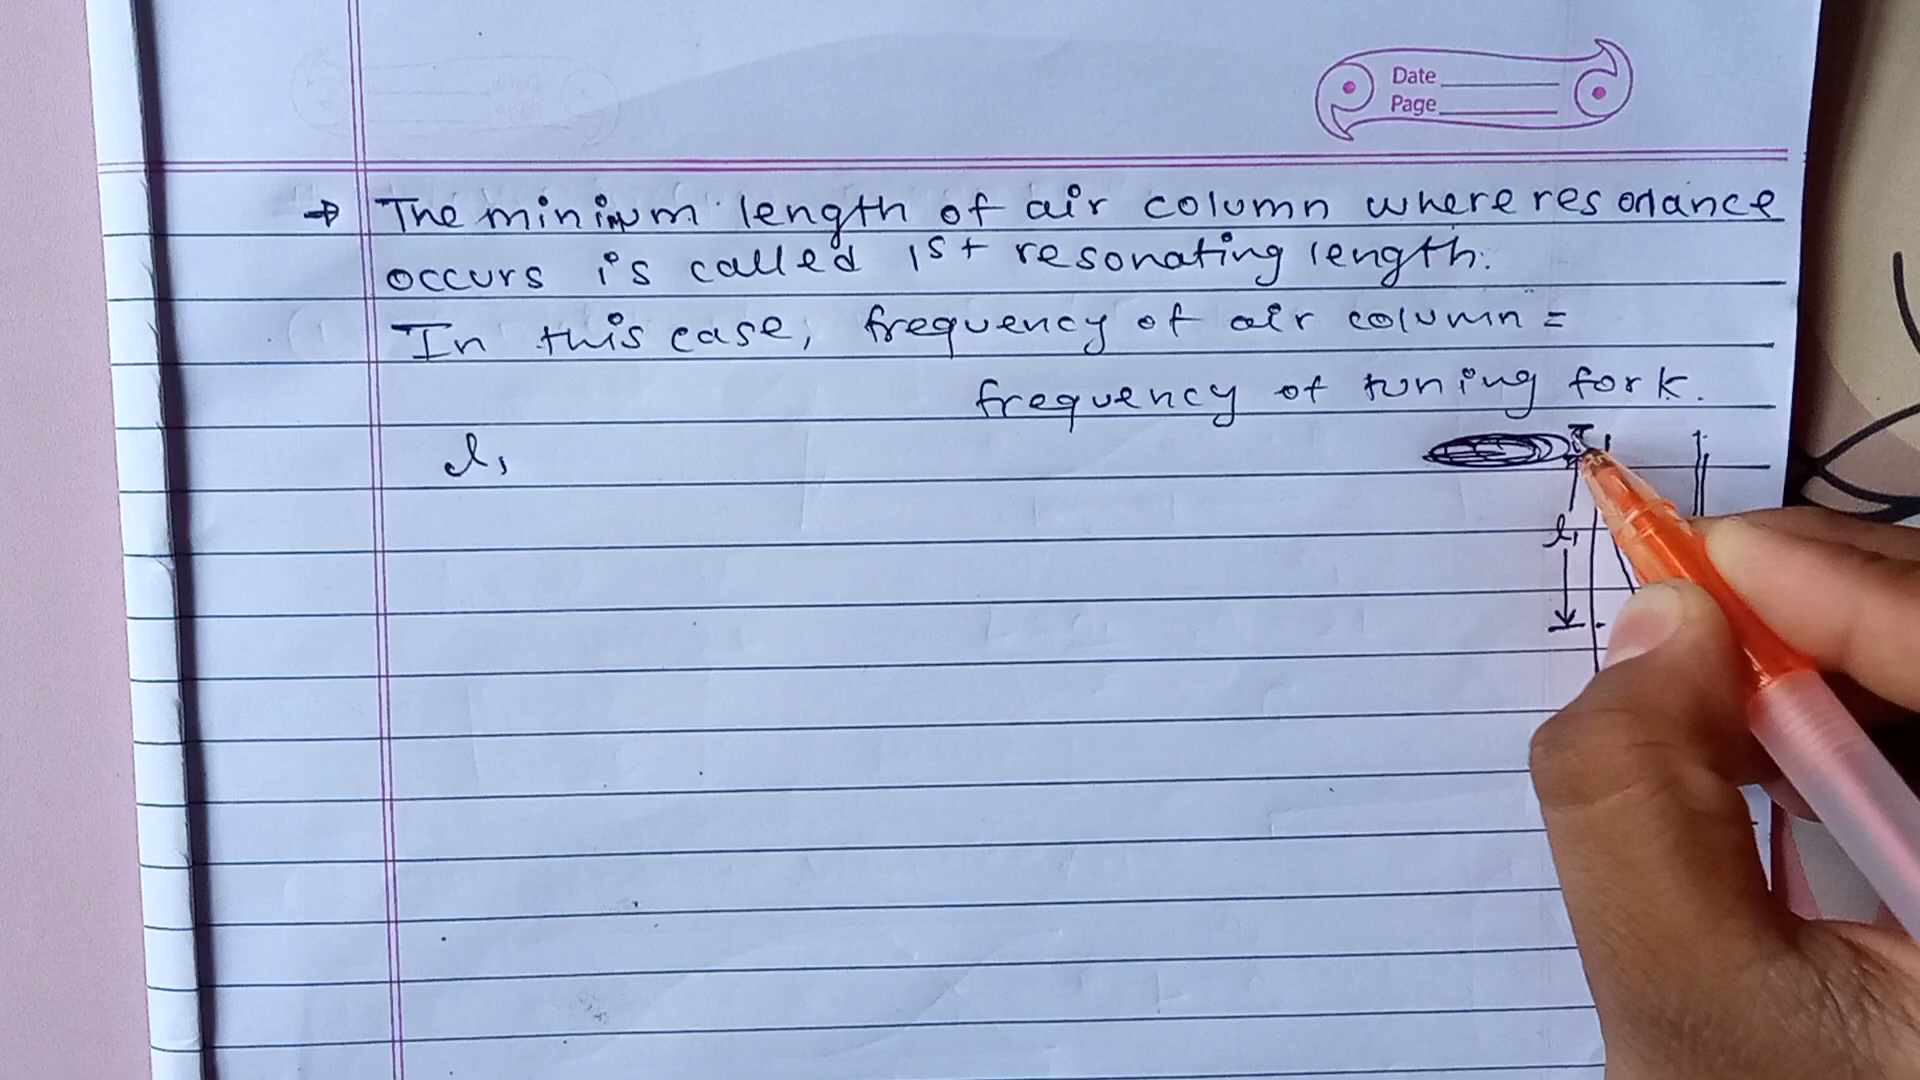 Date
Page
→ The minimum length of air column where resonance
occurs is called 1st resonating length.
In this case, frequency of air column =
frequency of tuning fork.
l₁
l₁